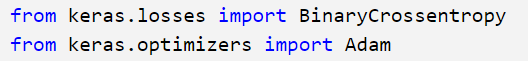 from keras.losses import BinaryCrossentropy
from keras.optimizers import Adam